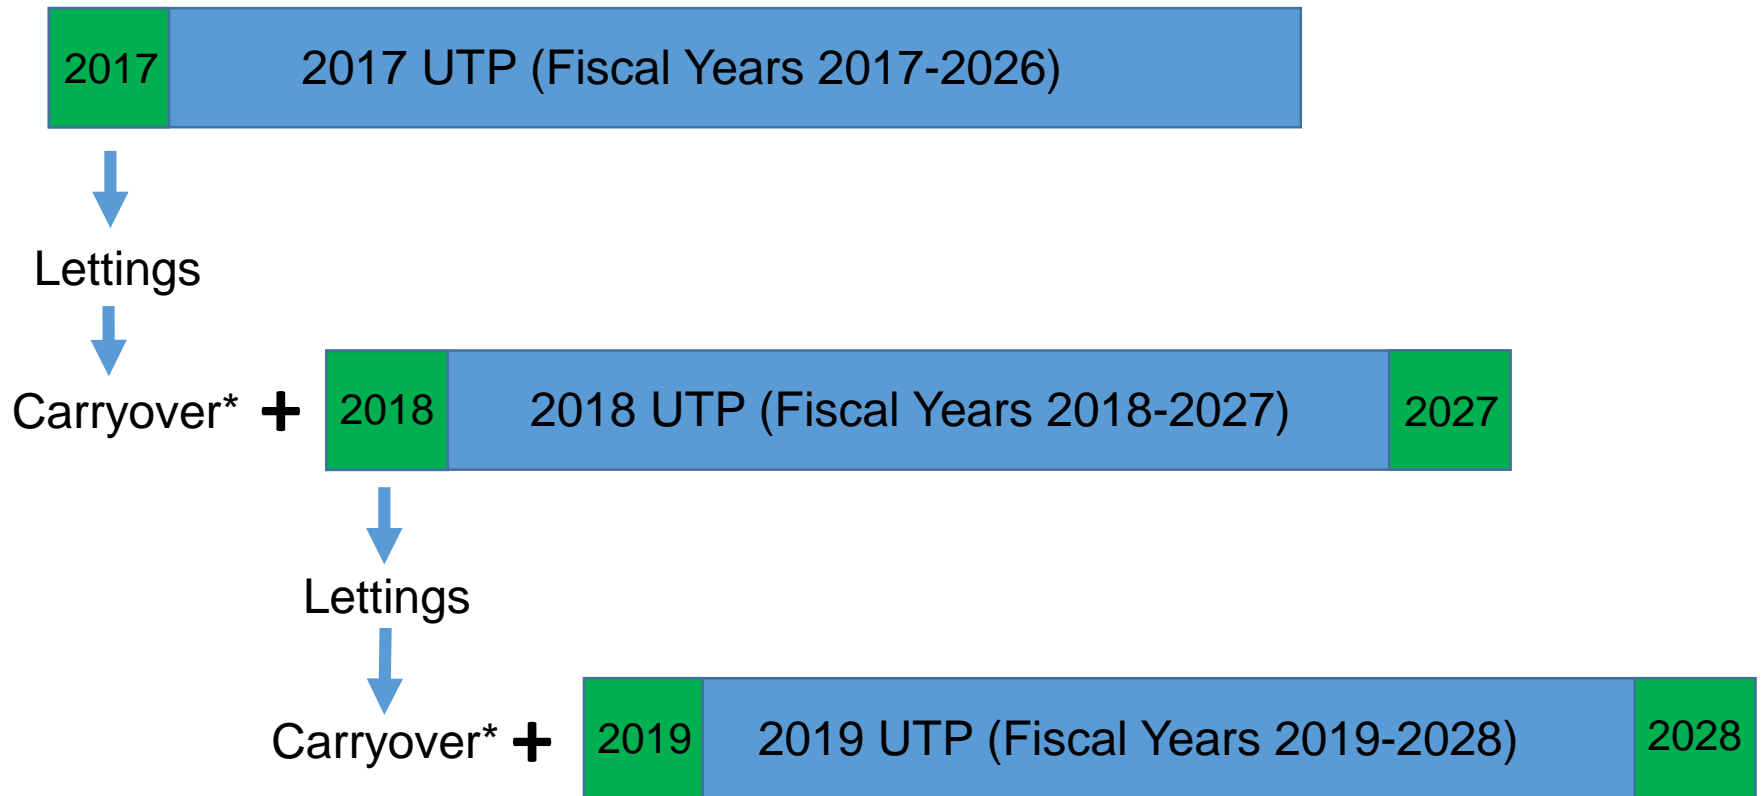 2017 2017 UTP (Fiscal Years 2017-2026)
Lettings
Carryover* + 2018 2018 UTP (Fiscal Years 2018-2027) 2027
Lettings
Carryover* + 2019 2019 UTP (Fiscal Years 2019-2028) 2028